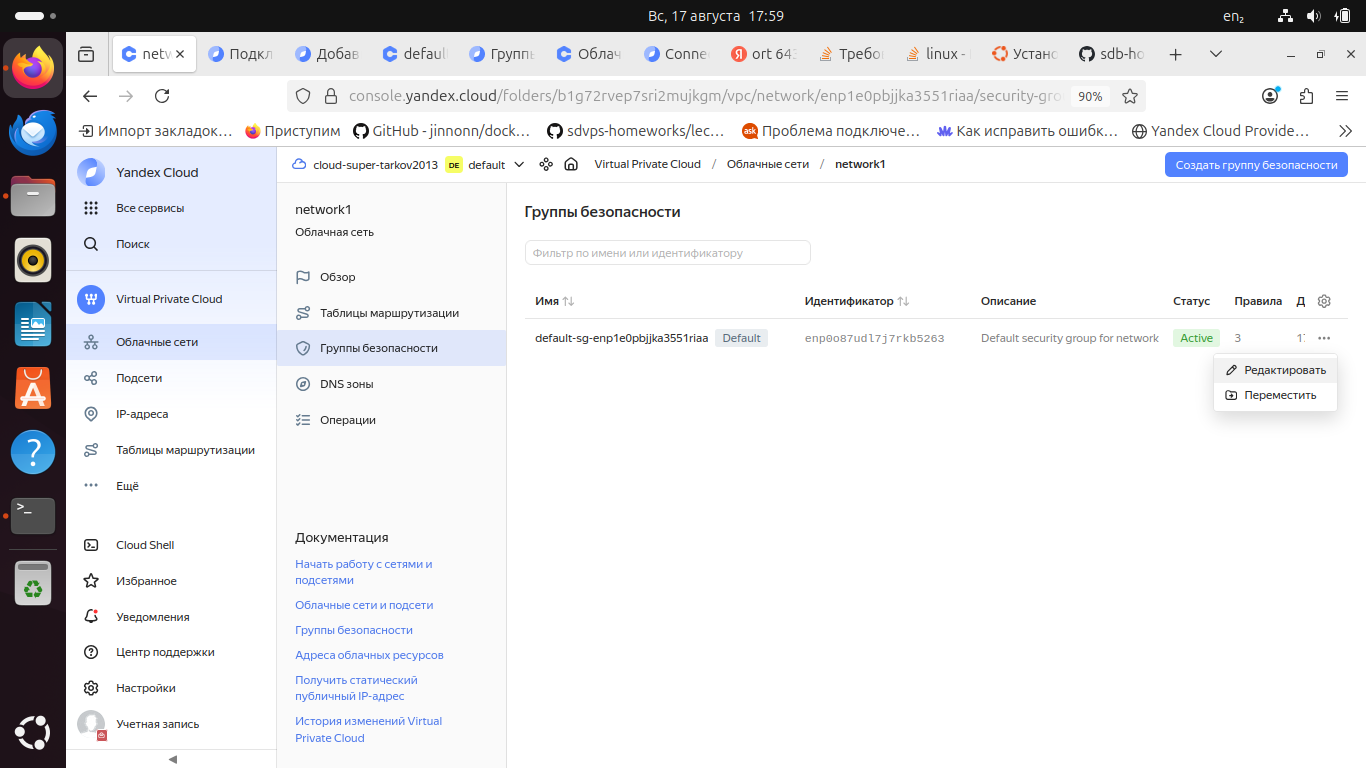 Вс, 17 августа 17:59
en₂
netw
Подкл
Добав
default
Группы
Облач
Connec
ort 643
Требо
linux -
Устано
sdb-ho
console.yandex.cloud/folders/b1g72rvep7sri2mujkgm/vpc/network/enp1e0pbjjka3551riaa/security-gro
90%
Импорт закладок…
Приступим
GitHub - jinnonn/dock…
sdvps-homeworks/lec…
ask
Проблема подключе…
Как исправить ошибк…
Yandex Cloud Provide…
Yandex Cloud
Все сервисы
Поиск
Virtual Private Cloud
Облачные сети
Подсети
IP-адреса
Таблицы маршрутизации
Ещё
Cloud Shell
Избранное
Уведомления
Центр поддержки
Настройки
Учетная запись
cloud-super-tarkov2013
DE
default
Virtual Private Cloud / Облачные сети / network1
Создать группу безопасности
network1
Облачная сеть
Обзор
Таблицы маршрутизации
Группы безопасности
DNS зоны
Операции
Документация
Начать работу с сетями и
подсетями
Облачные сети и подсети
Группы безопасности
Адреса облачных ресурсов
Получить статический
публичный IP-адрес
История изменений Virtual
Private Cloud
Группы безопасности
Фильтр по имени или идентификатору
Имя
Идентификатор
Описание
Статус
Правила
Д
default-sg-enp1e0pbjjka3551riaa
Default
enp0o87udl7j7rkb5263
Default security group for network
Active
3
17
Редактировать
Переместить